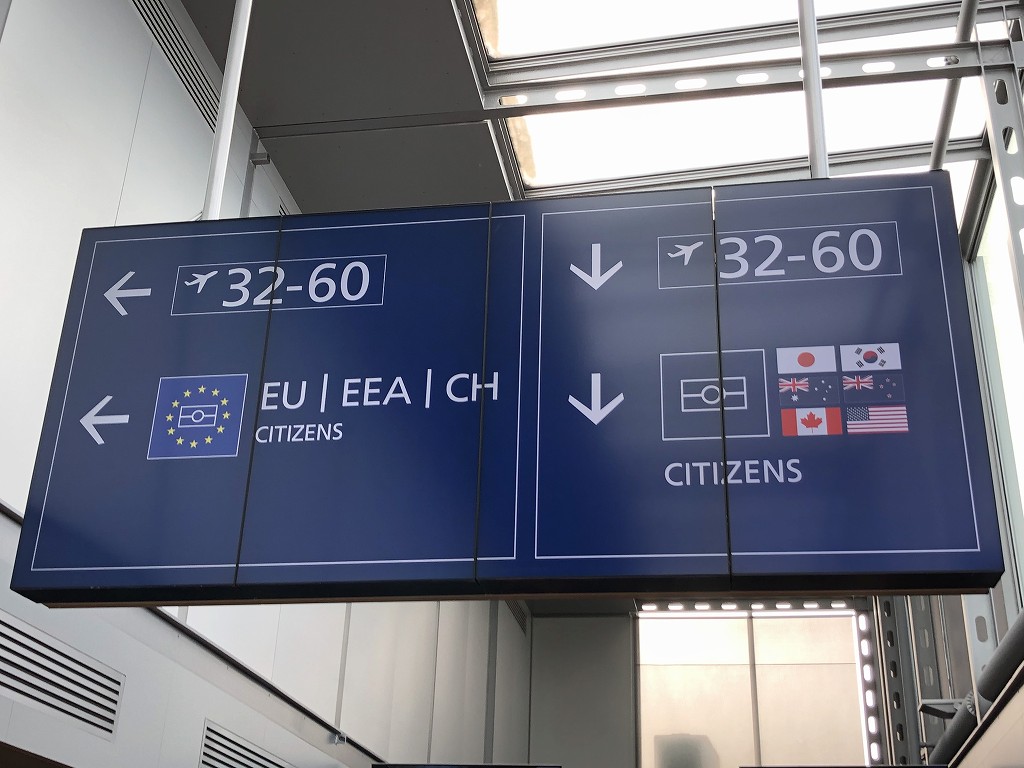 32-60
EU | EEA | CH
CITIZENS
32-60
CITIZENS